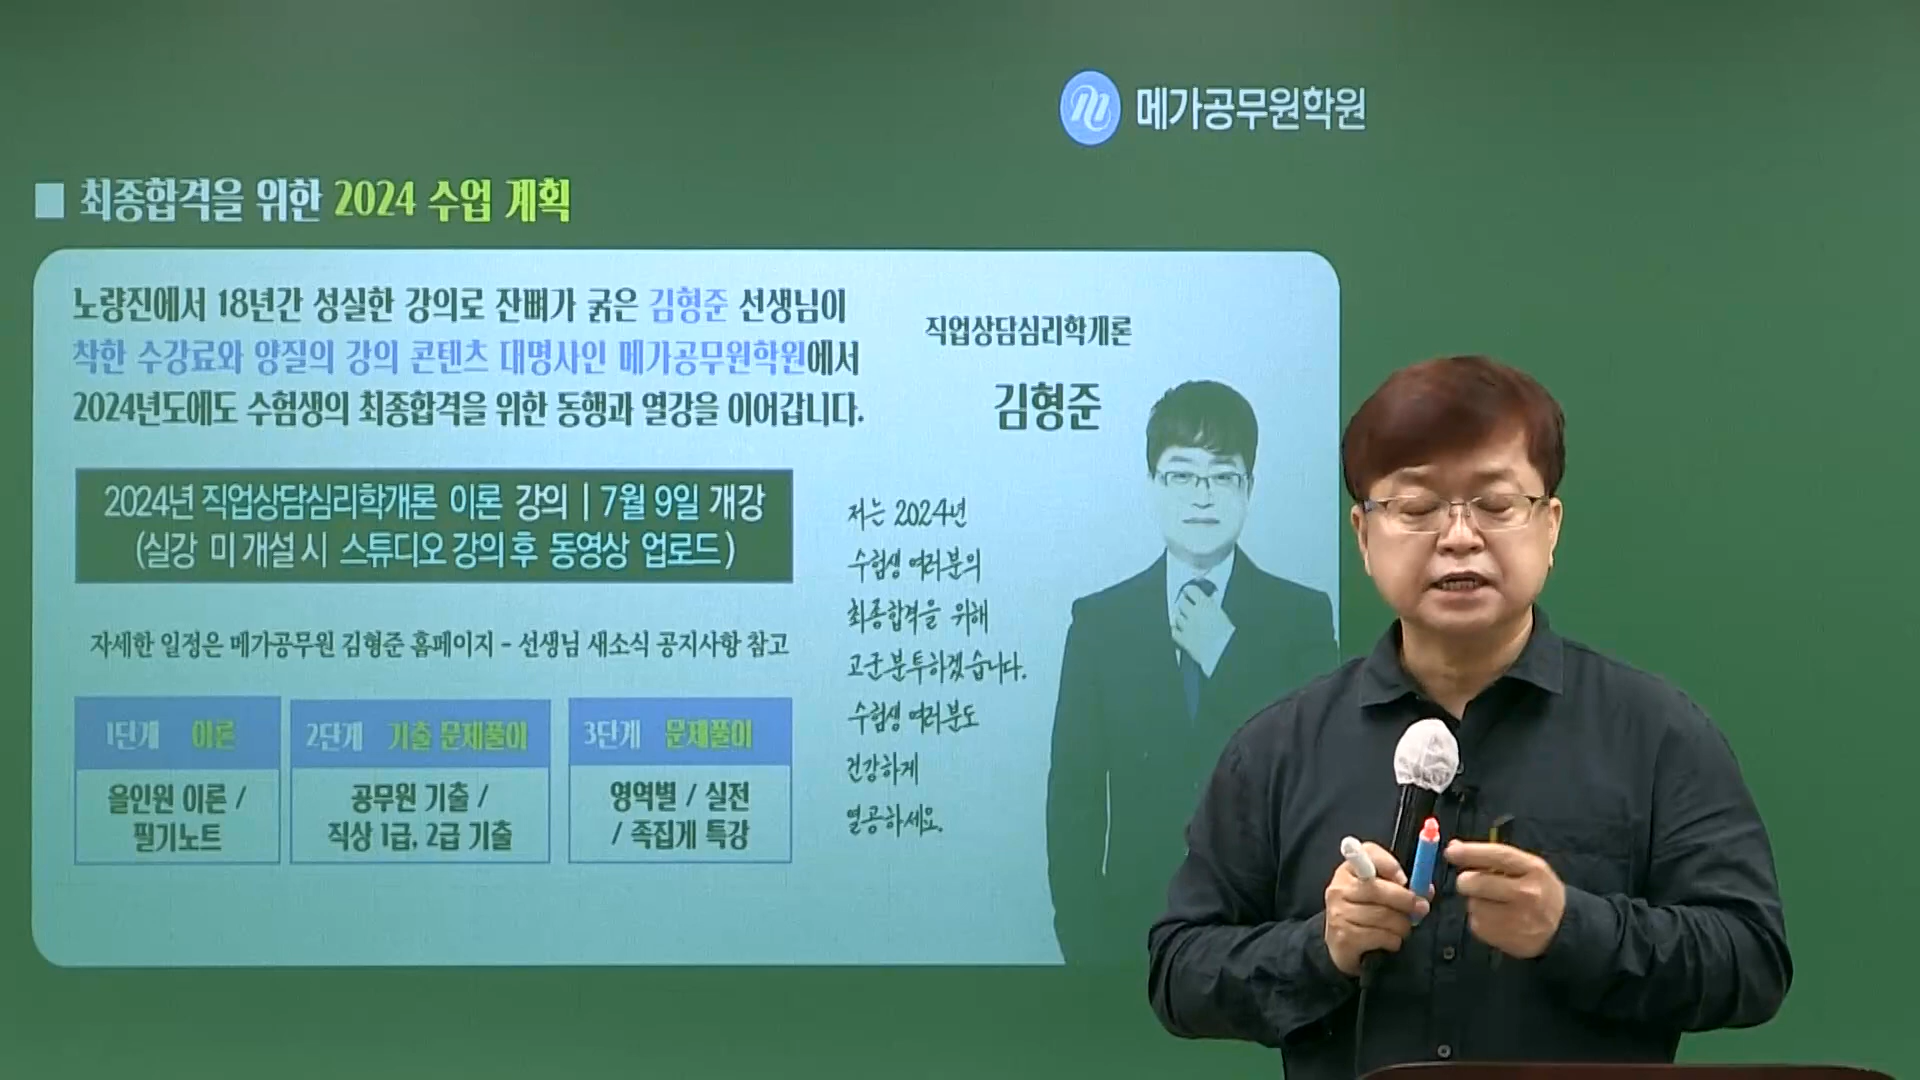 메가공무원학원
■ 최종합격을 위한 2024 수업 계획
노량진에서 18년간 성실한 강의로 잔뼈가 굵은 김형준 선생님이
착한 수강료와 양질의 강의 콘텐츠 대명사인 메가공무원학원에서
2024년도에도 수험생의 최종합격을 위한 동행과 열강을 이어갑니다.
2024년 직업상담심리학개론 이론 강의 | 7월 9일 개강
(실강 미개설시 스튜디오 강의 후 동영상 업로드)
자세한 일정은 메가공무원 김형준 홈페이지 - 선생님 새소식 공지사항 참고
1단계 이론
올인원 이론 /
필기노트
2단계 기출 문제풀이
공무원 기출 /
직상 1급, 2급 기출
3단계 문제풀이
영역별 / 실전
/ 족집게 특강
직업상담심리학개론
김형준
저는 2024년
수험생 여러분의
최종합격을 위해
고군분투하겠습니다.
수험생 여러분도
건강하게
열공하세요.